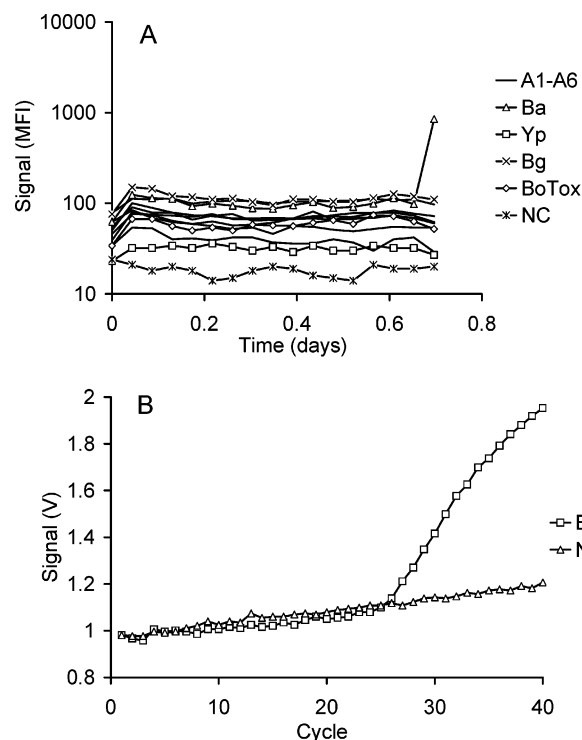 A
10000
1000
100
10
Signal (MFI)
0
0.2
0.4
0.6
0.8
Time (days)
A1-A6
Ba
Yp
Bg
BoTox
NC
B
2
1.8
1.6
1.4
1.2
1
0.8
Signal (V)
0
10
20
30
40
Cycle